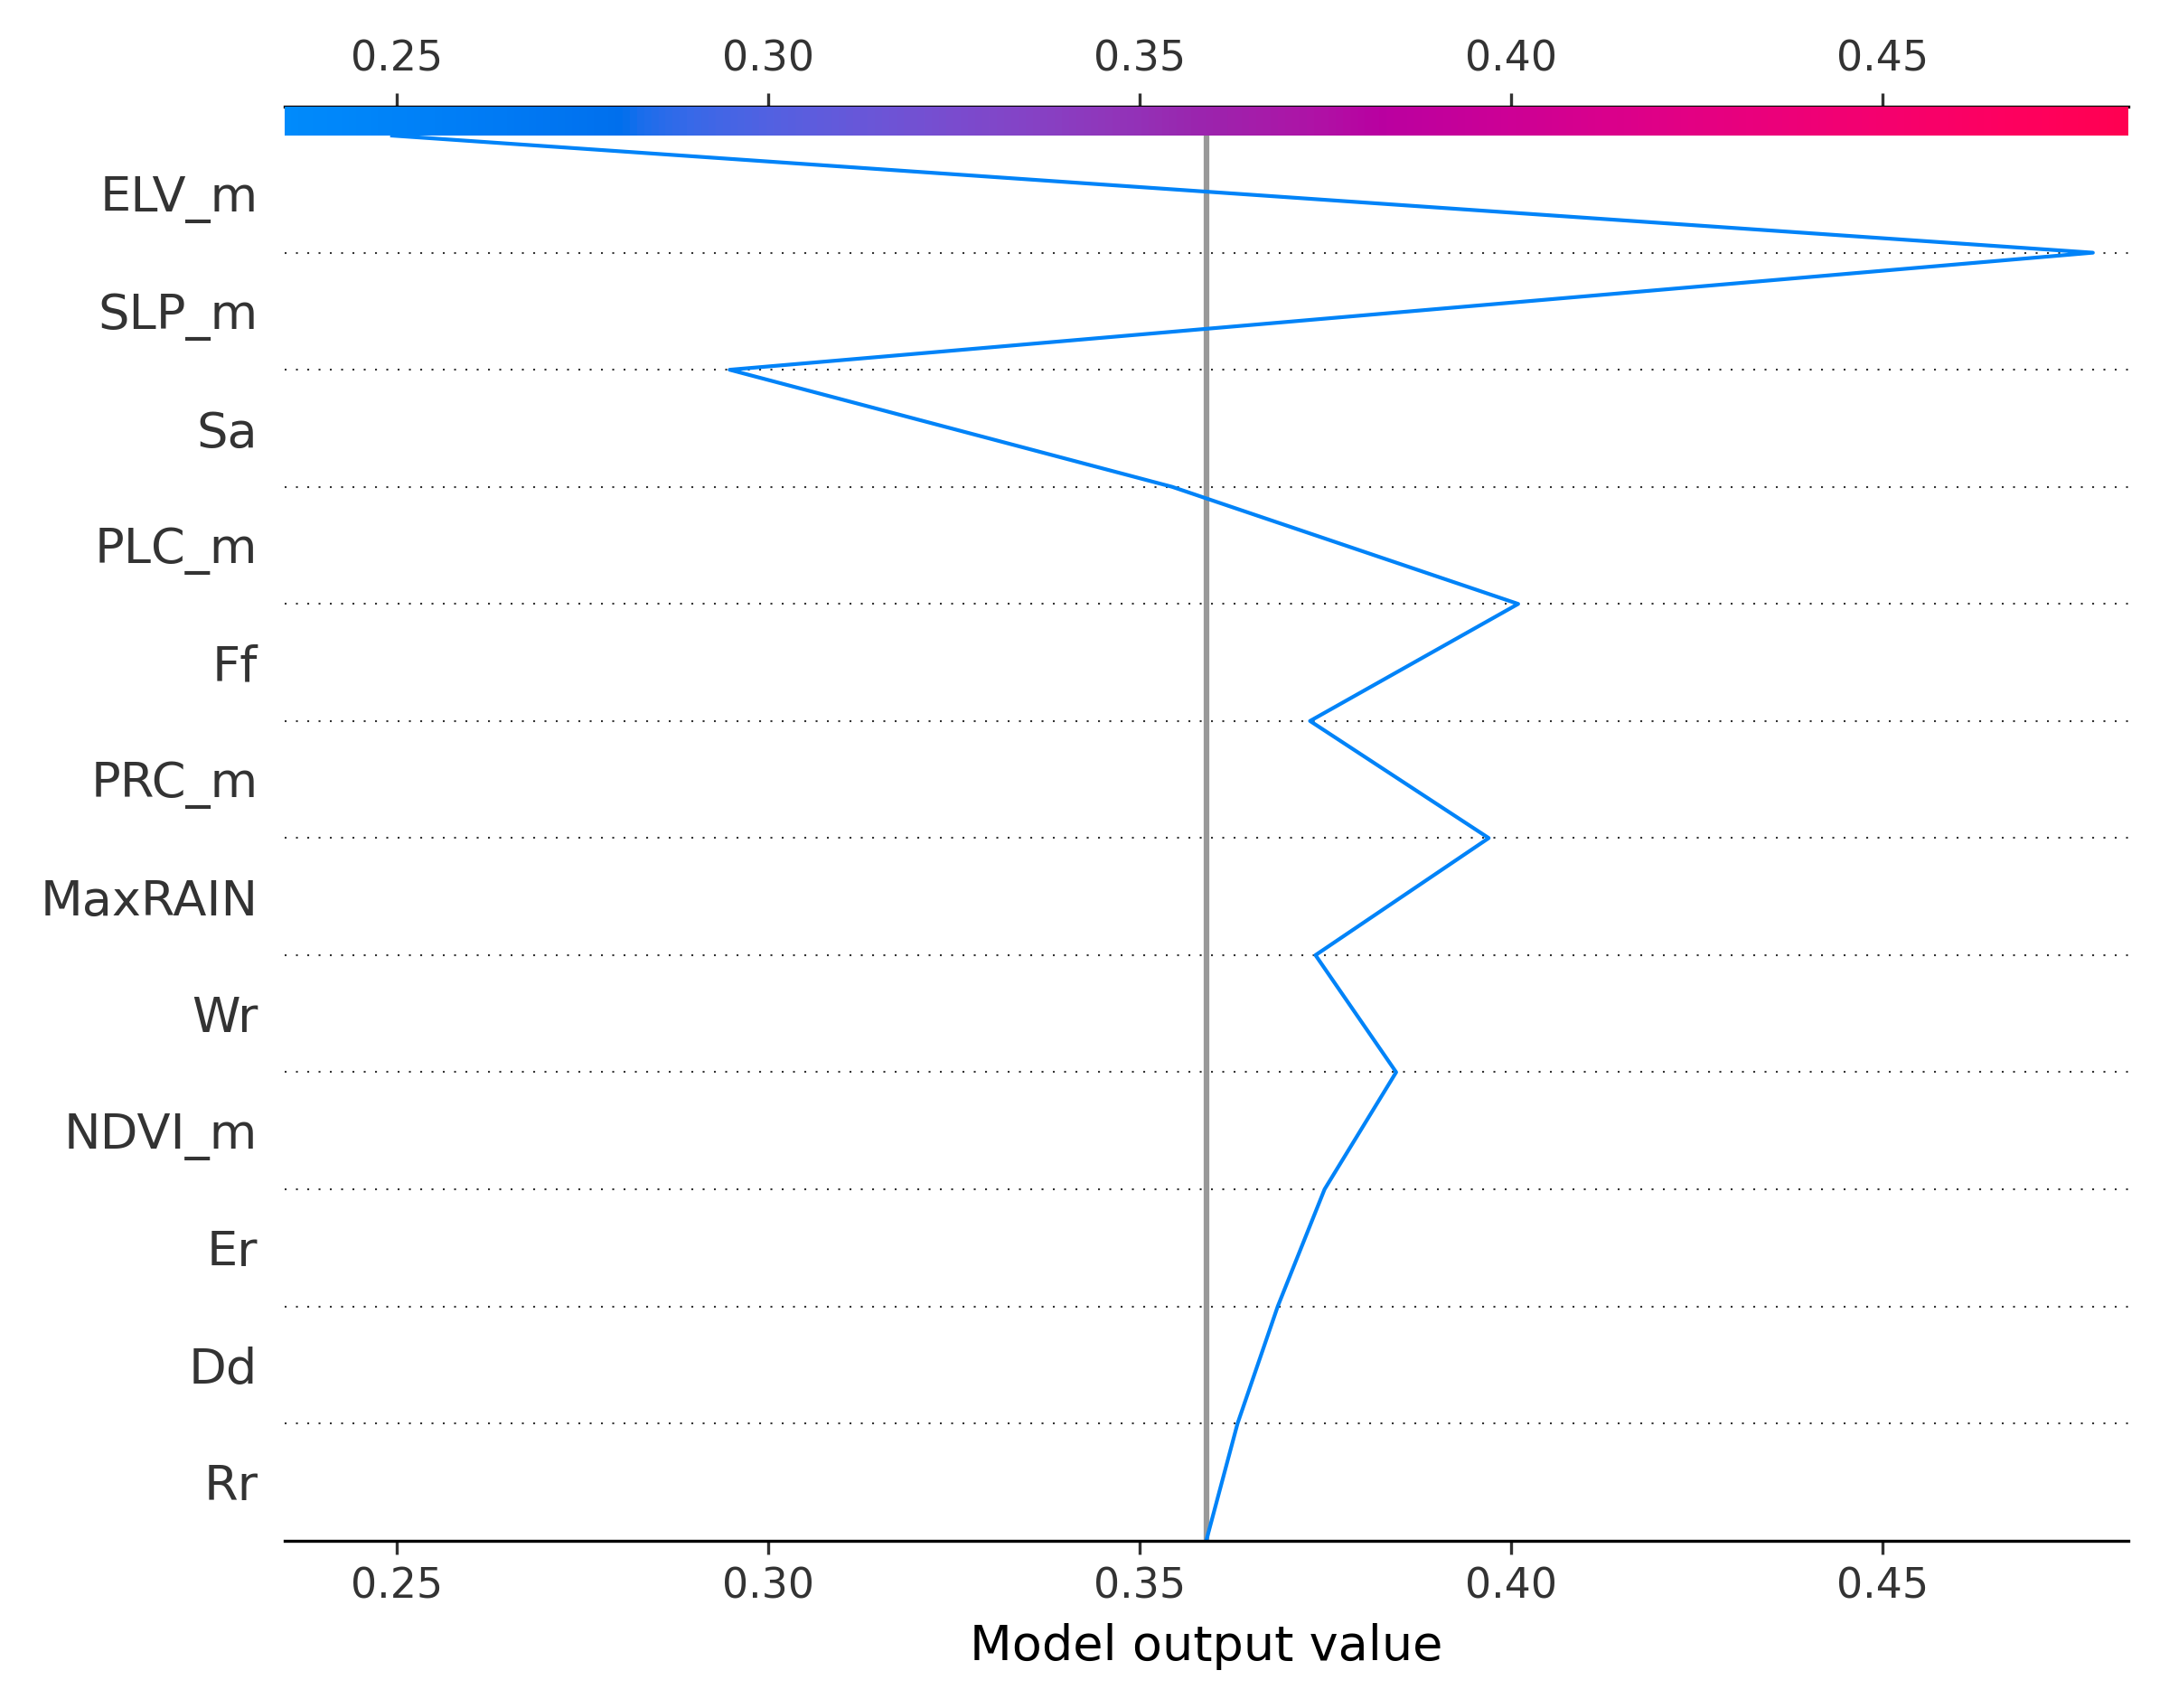 0.25 0.30 0.35 0.40 0.45
ELV_m
SLP_m
Sa
PLC_m
Ff
PRC_m
MaxRAIN
Wr
NDVI_m
Er
Dd
Rr
0.25 0.30 0.35 0.40 0.45
Model output value